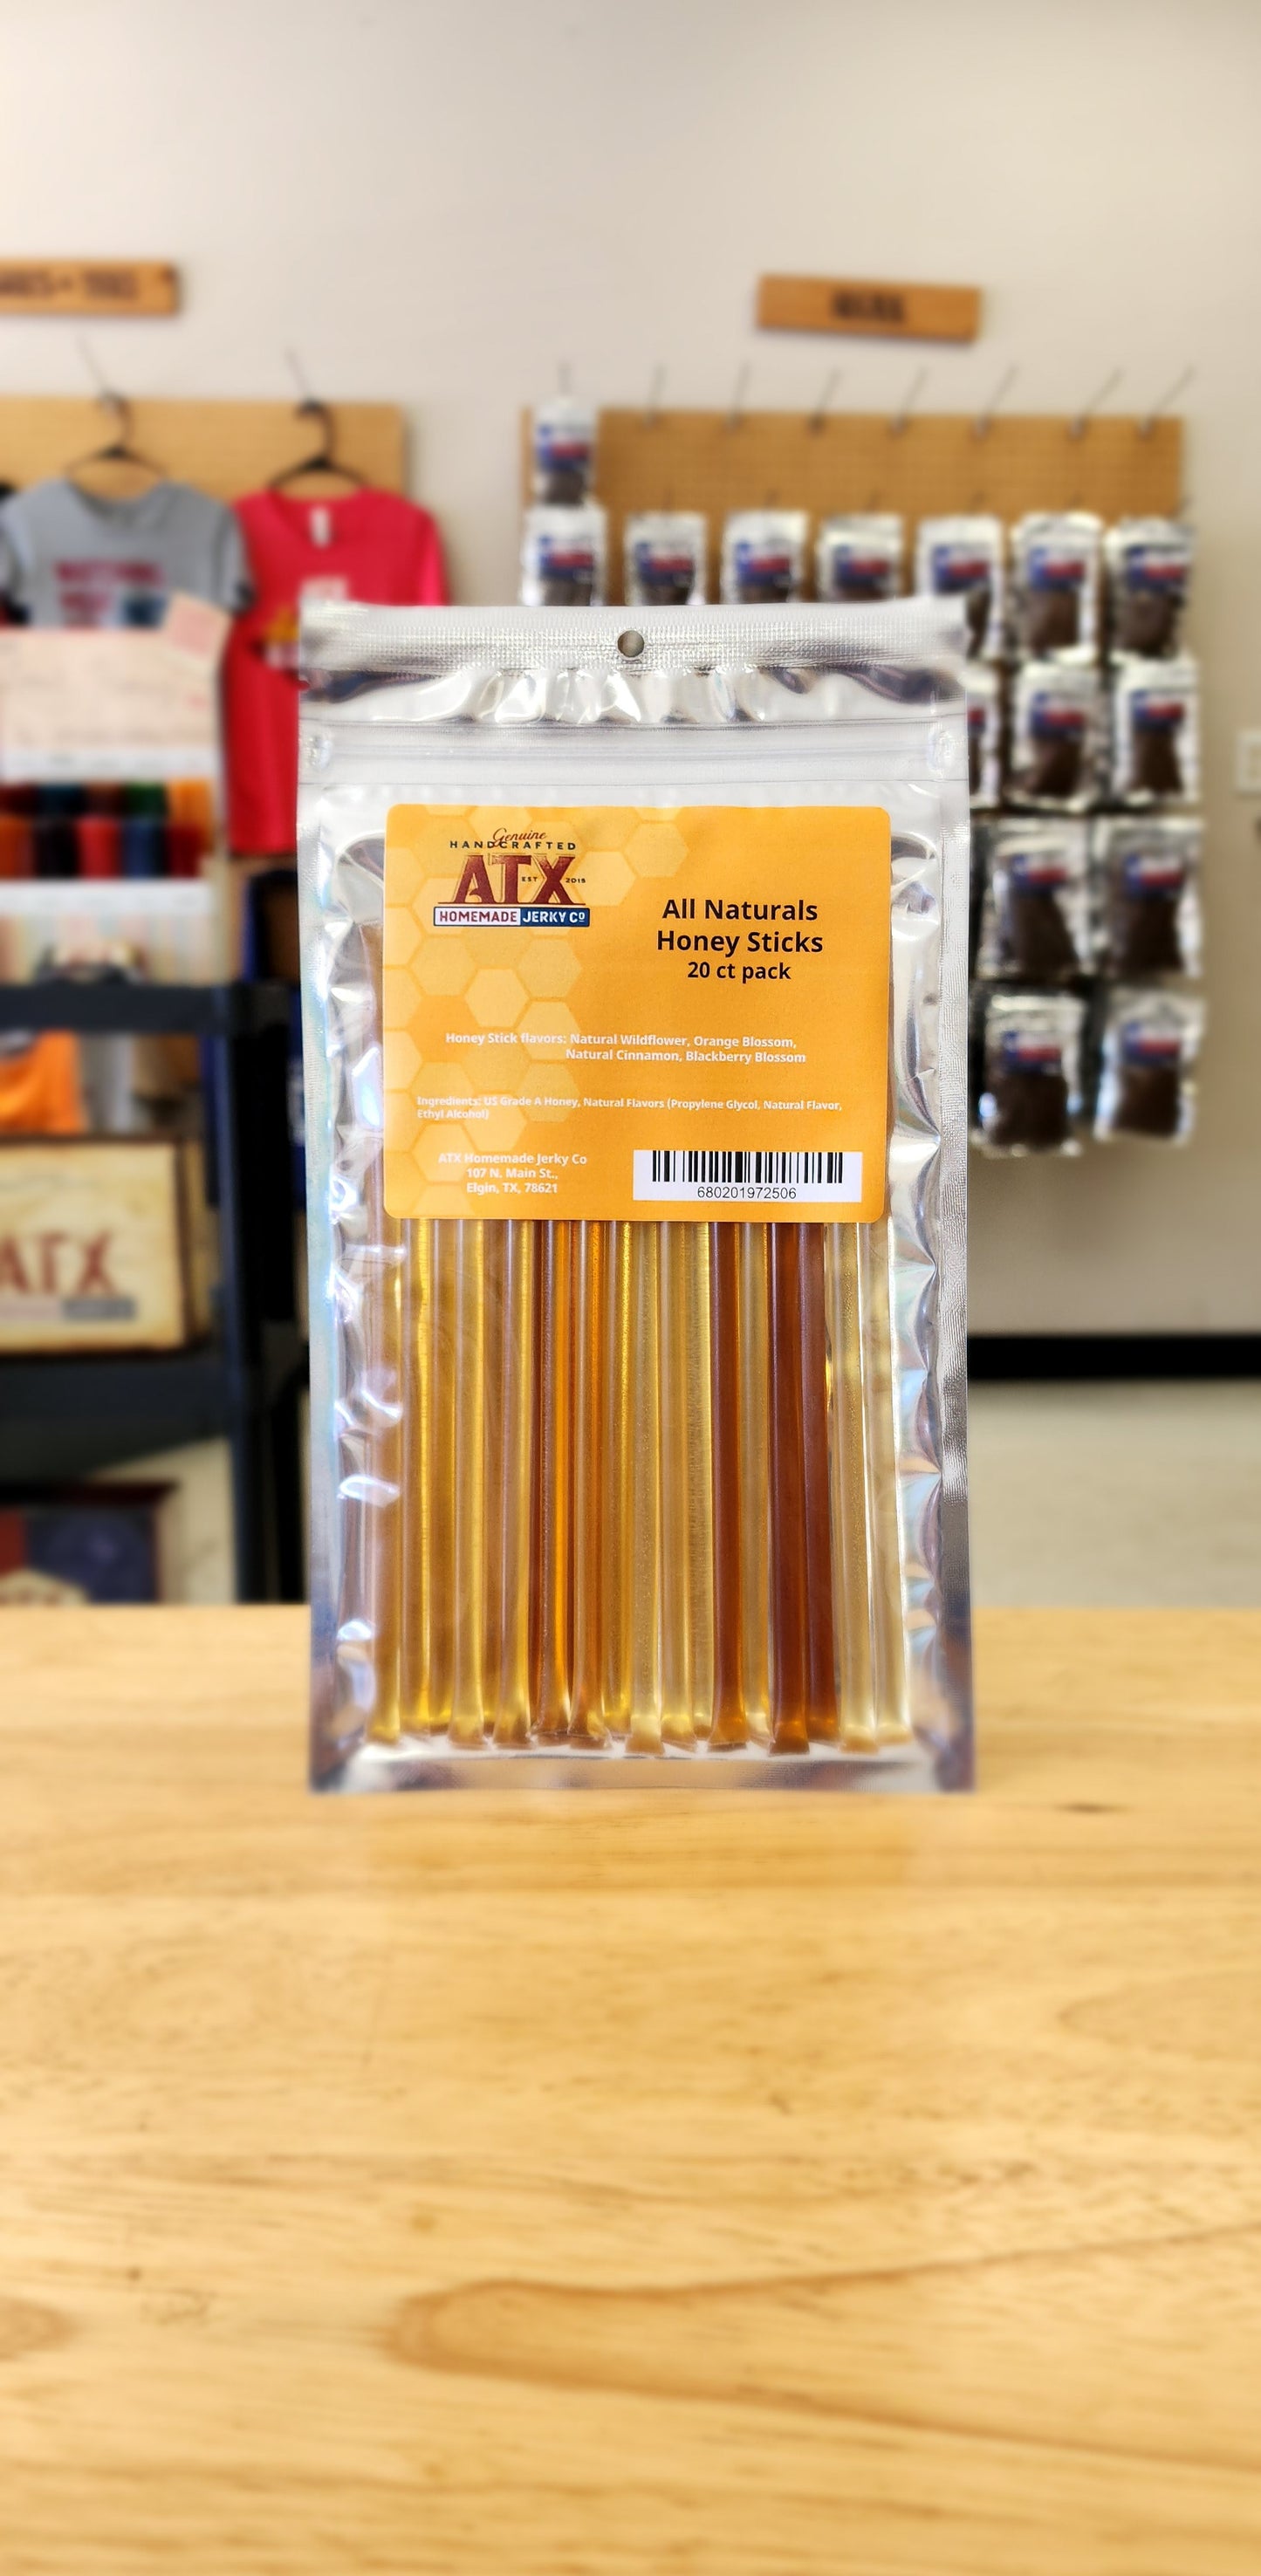 Genuine
HANDCRAFTED
ATX
EST 2015
HOMEMADE JERKY CO
All Naturals
Honey Sticks
20 ct pack
Honey Stick flavors: Natural Wildflower, Orange Blossom,
Natural Cinnamon, Blackberry Blossom
Ingredients: US Grade A Honey, Natural Flavors (Propylene Glycol, Natural Flavor,
Ethyl Alcohol)
ATX Homemade Jerky Co
107 N. Main St.,
Elgin, TX, 78621
680201972506
ATX